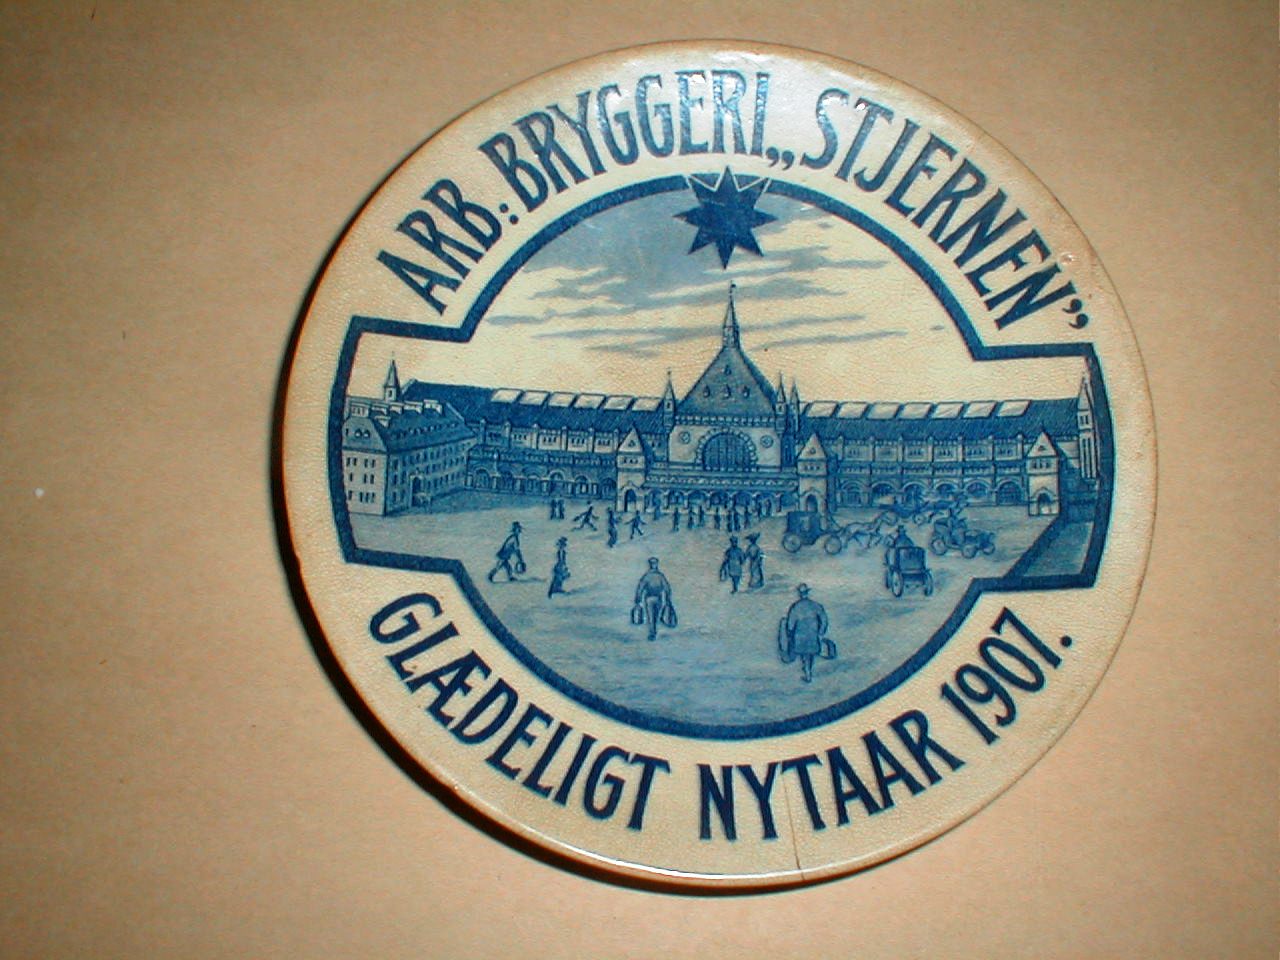 ARB: BRYGGERI „STJERNEN”
GLÆDELIGT NYTAAR 1907.